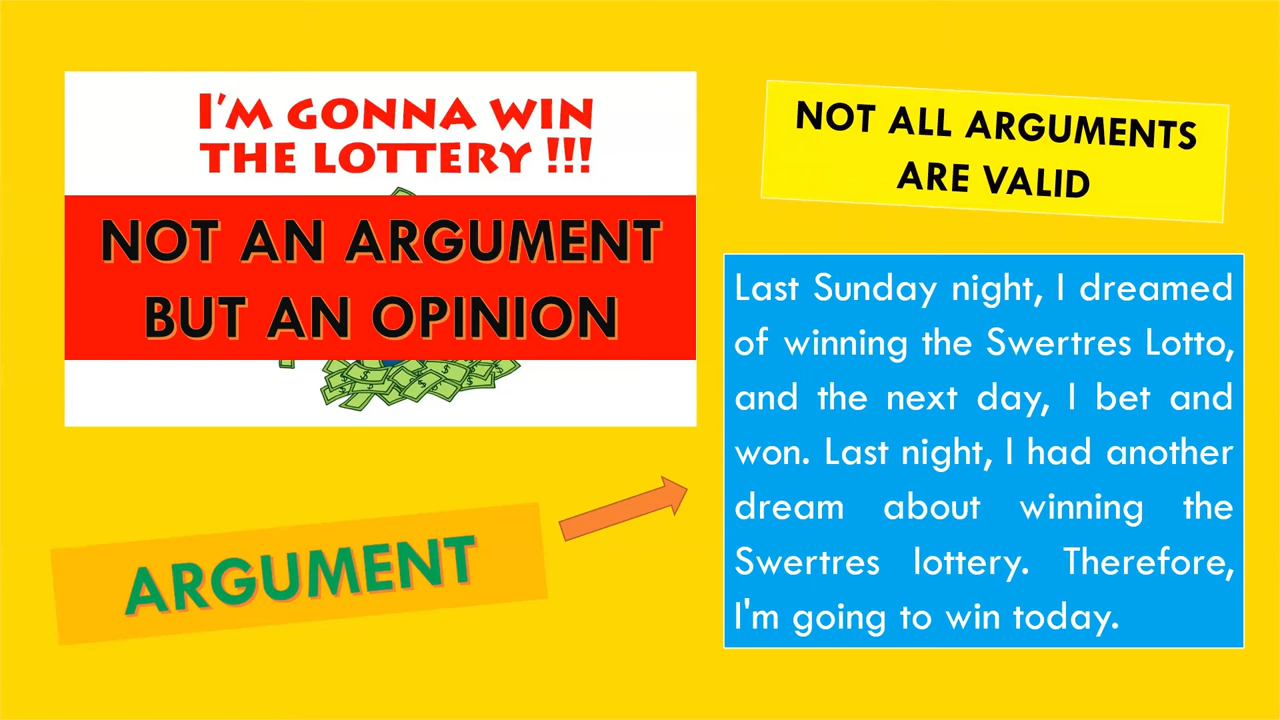 I'M GONNA WIN
THE LOTTERY !!!
NOT AN ARGUMENT
BUT AN OPINION
NOT ALL ARGUMENTS
ARE VALID
Last Sunday night, I dreamed
of winning the Swertres Lotto,
and the next day, I bet and
won. Last night, I had another
dream about winning the
Swertres lottery. Therefore,
I'm going to win today.
ARGUMENT